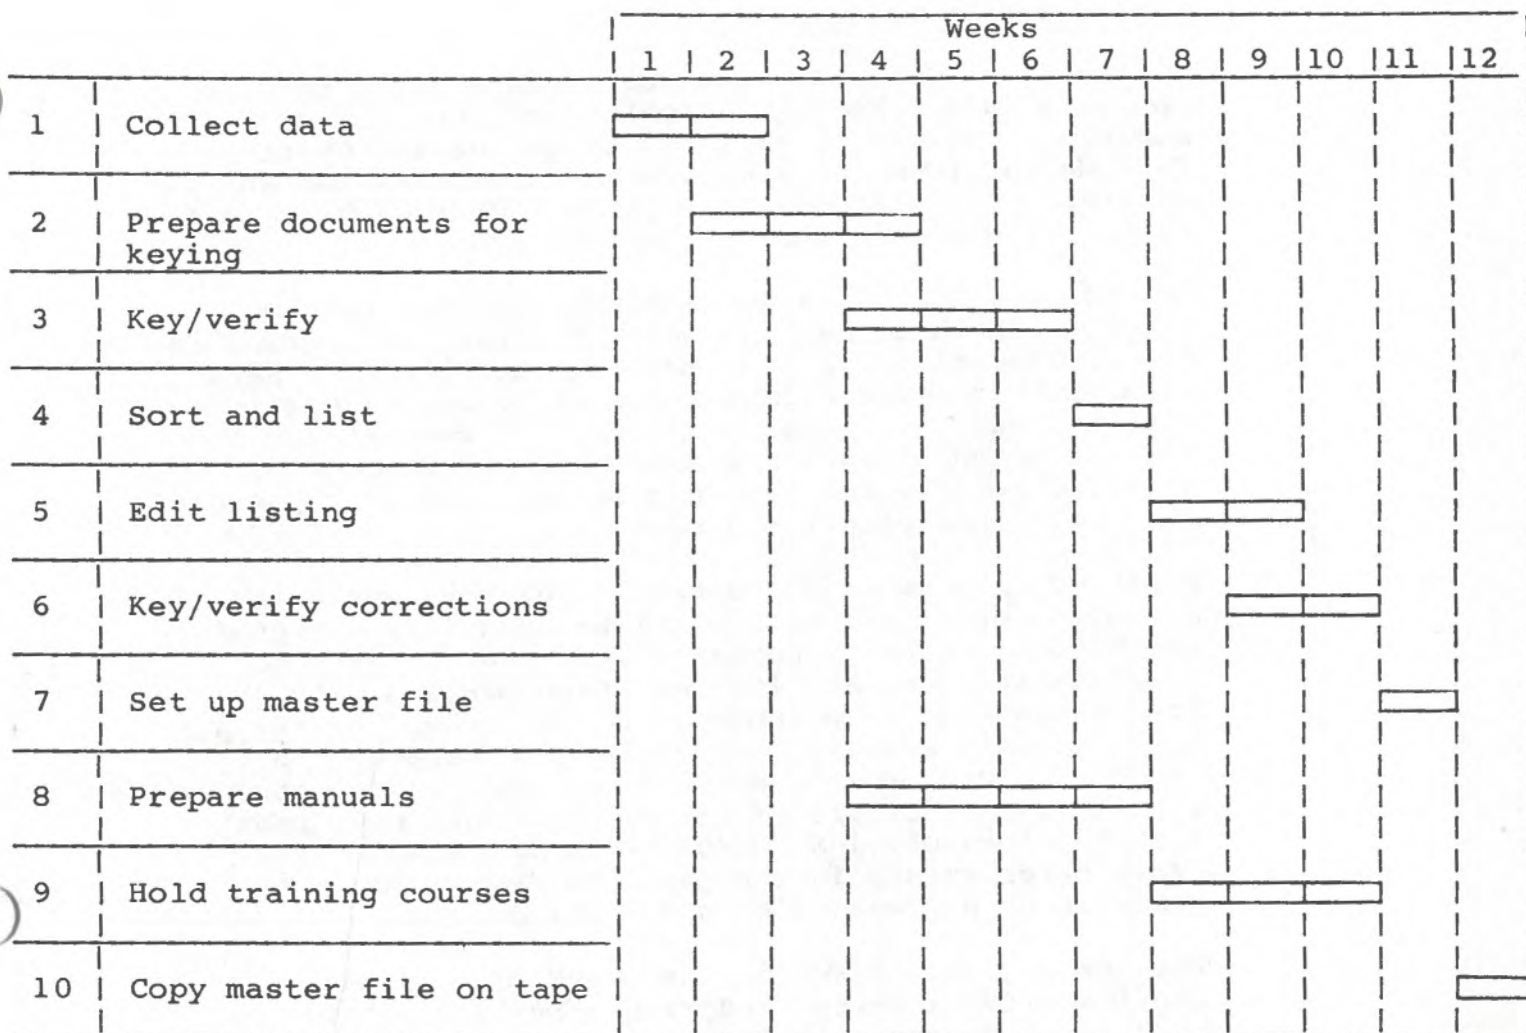 Weeks
1 2 3 4 5 6 7 8 9 10 11 12
1 Collect data
2 Prepare documents for
keying
3 Key/verify
4 Sort and list
5 Edit listing
6 Key/verify corrections
7 Set up master file
8 Prepare manuals
9 Hold training courses
10 Copy master file on tape